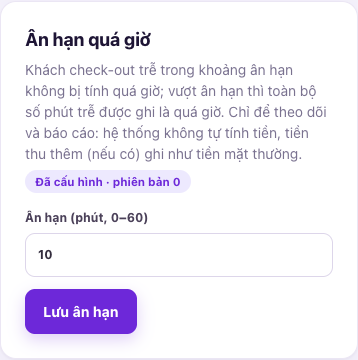 Ân hạn quá giờ
Khách check-out trễ trong khoảng ân hạn
không bị tính quá giờ; vượt ân hạn thì toàn bộ
số phút trễ được ghi là quá giờ. Chỉ để theo dõi
và báo cáo: hệ thống không tự tính tiền, tiền
thu thêm (nếu có) ghi như tiền mặt thường.
Đã cấu hình · phiên bản 0
Ân hạn (phút, 0–60)
10
Lưu ân hạn